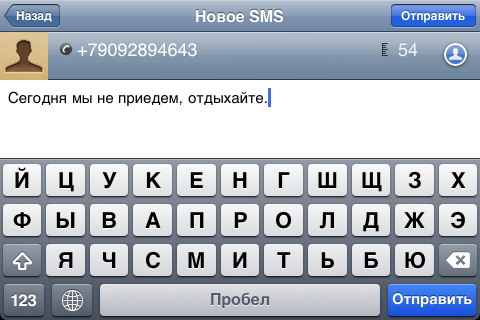 Назад Новое SMS Отправить
+79092894643 54
Сегодня мы не приедем, отдыхайте.
Й Ц У К Е Н Г Ш Щ З Х
Ф Ы В А П Р О Л Д Ж Э
Я Ч С М И Т Ь Б Ю
123 Пробел Отправить